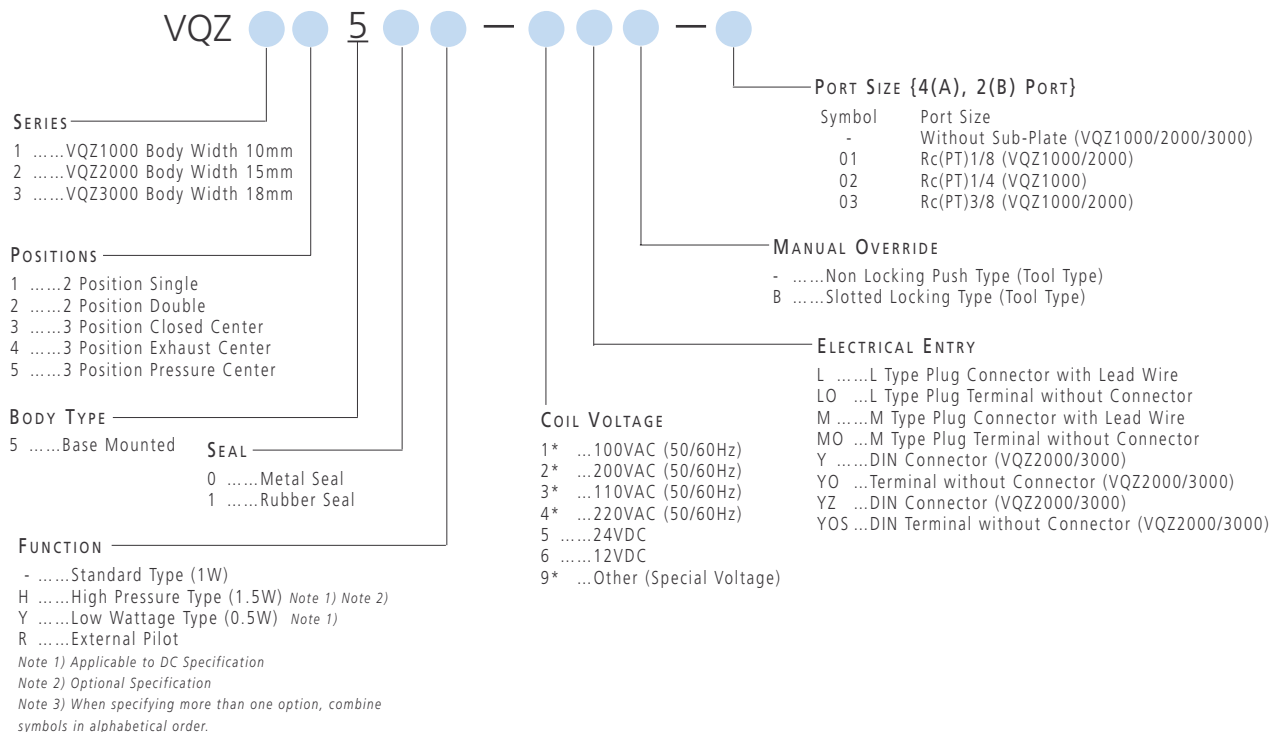 VQZ 5 — —
SERIES
1 ……VQZ1000 Body Width 10mm
2 ……VQZ2000 Body Width 15mm
3 ……VQZ3000 Body Width 18mm
POSITIONS
1 ……2 Position Single
2 ……2 Position Double
3 ……3 Position Closed Center
4 ……3 Position Exhaust Center
5 ……3 Position Pressure Center
BODY TYPE
5 ……Base Mounted
SEAL
0 ……Metal Seal
1 ……Rubber Seal
FUNCTION
- ……Standard Type (1W)
H ……High Pressure Type (1.5W) Note 1) Note 2)
Y ……Low Wattage Type (0.5W) Note 1)
R ……External Pilot
Note 1) Applicable to DC Specification
Note 2) Optional Specification
Note 3) When specifying more than one option, combine
symbols in alphabetical order.
COIL VOLTAGE
1* …100VAC (50/60Hz)
2* …200VAC (50/60Hz)
3* …110VAC (50/60Hz)
4* …220VAC (50/60Hz)
5 ……24VDC
6 ……12VDC
9* …Other (Special Voltage)
PORT SIZE {4(A), 2(B) PORT}
Symbol Port Size
- Without Sub-Plate (VQZ1000/2000/3000)
01 Rc(PT)1/8 (VQZ1000/2000)
02 Rc(PT)1/4 (VQZ1000)
03 Rc(PT)3/8 (VQZ1000/2000)
MANUAL OVERRIDE
- ……Non Locking Push Type (Tool Type)
B ……Slotted Locking Type (Tool Type)
ELECTRICAL ENTRY
L ……L Type Plug Connector with Lead Wire
LO …L Type Plug Terminal without Connector
M ……M Type Plug Connector with Lead Wire
MO …M Type Plug Terminal without Connector
Y ……DIN Connector (VQZ2000/3000)
YO …Terminal without Connector (VQZ2000/3000)
YZ …DIN Connector (VQZ2000/3000)
YOS …DIN Terminal without Connector (VQZ2000/3000)